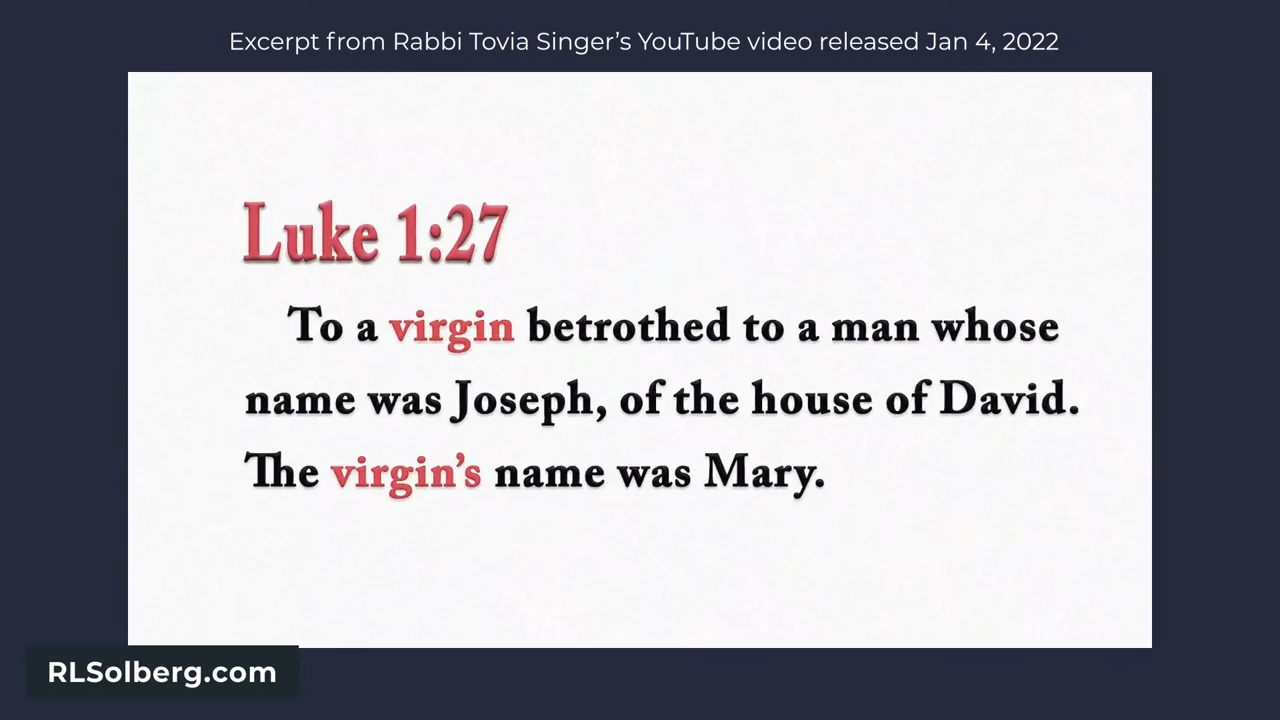 Excerpt from Rabbi Tovia Singer’s YouTube video released Jan 4, 2022
Luke 1:27
To a virgin betrothed to a man whose
name was Joseph, of the house of David.
The virgin’s name was Mary.
RLSolberg.com